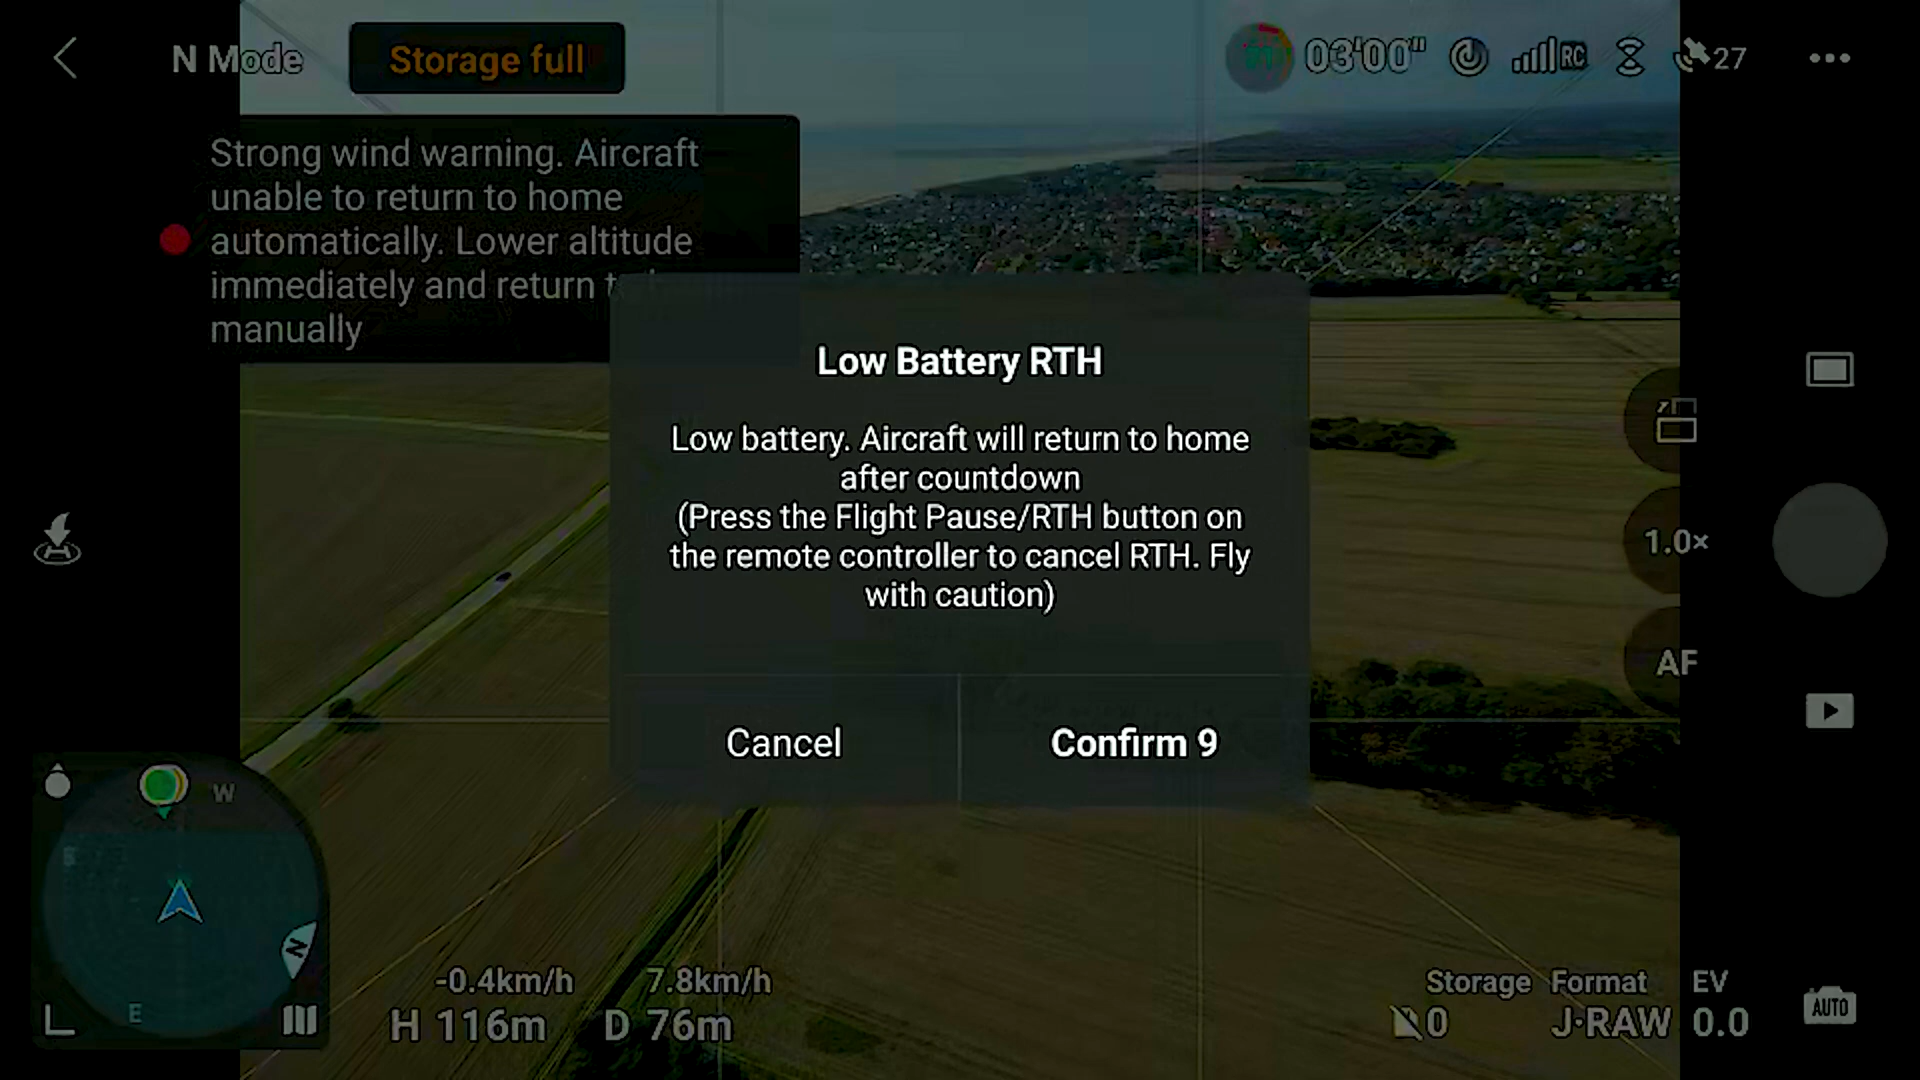 N Mode
Storage full
03'00"
RC
27
Strong wind warning. Aircraft
unable to return to home
automatically. Lower altitude
immediately and return
manually
Low Battery RTH
Low battery. Aircraft will return to home
after countdown
(Press the Flight Pause/RTH button on
the remote controller to cancel RTH. Fly
with caution)
Cancel
Confirm 9
1.0×
AF
W
S
N
E
-0.4km/h
7.8km/h
H 116m
D 76m
Storage
Format
EV
0
J·RAW
0.0
AUTO